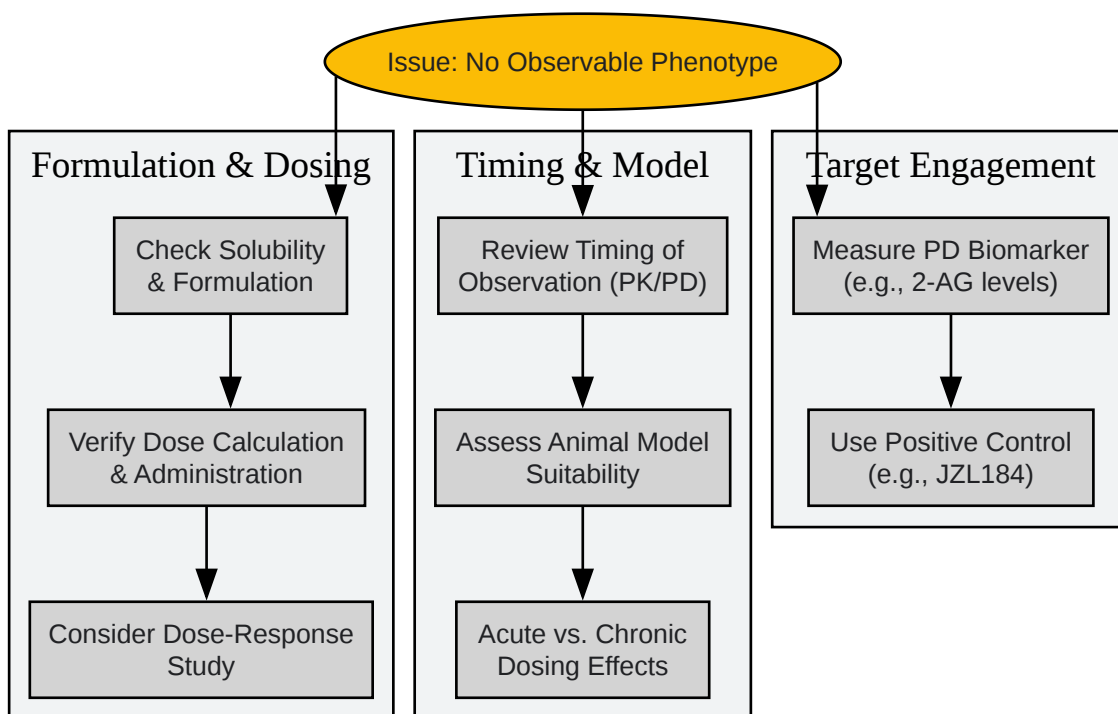 Issue: No Observable Phenotype
Formulation & Dosing
Check Solubility
& Formulation
Verify Dose Calculation
& Administration
Consider Dose-Response
Study
Timing & Model
Review Timing of
Observation (PK/PD)
Assess Animal Model
Suitability
Acute vs. Chronic
Dosing Effects
Target Engagement
Measure PD Biomarker
(e.g., 2-AG levels)
Use Positive Control
(e.g., JZL184)